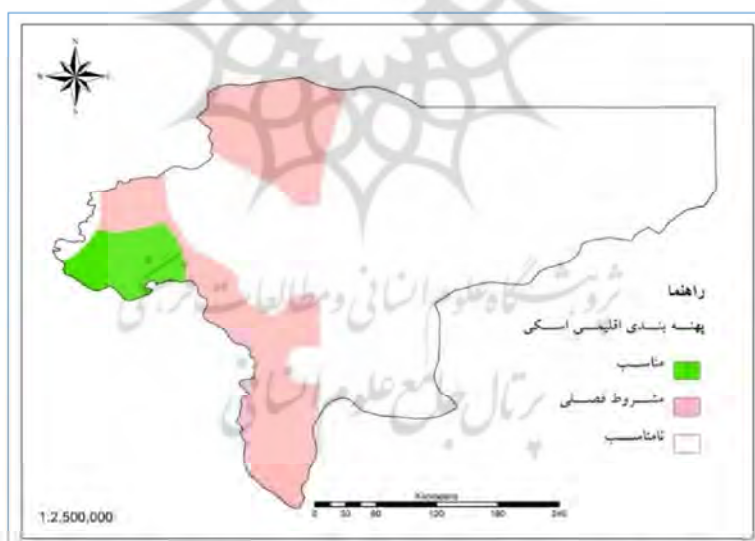 N
W
E
S
پژوهشگاه علوم انسانی و مطالعات فرهنگی
پرتال جامع علوم انسانی
راهنما
پهنه بندی اقلیمی اسکی
مناسب
مشروط فصلی
نامناسب
Kilometers
0 30 60 120 180 240
1:2,500,000